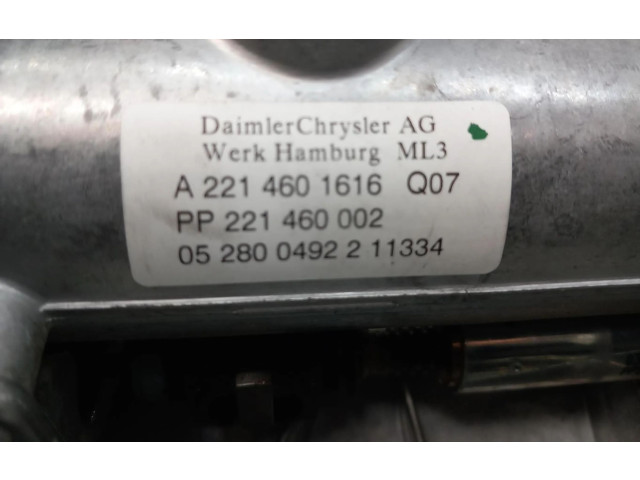 DaimlerChrysler AG
Werk Hamburg ML3
A 221 460 1616 Q07
PP 221 460 002
05 280 0492 2 11334